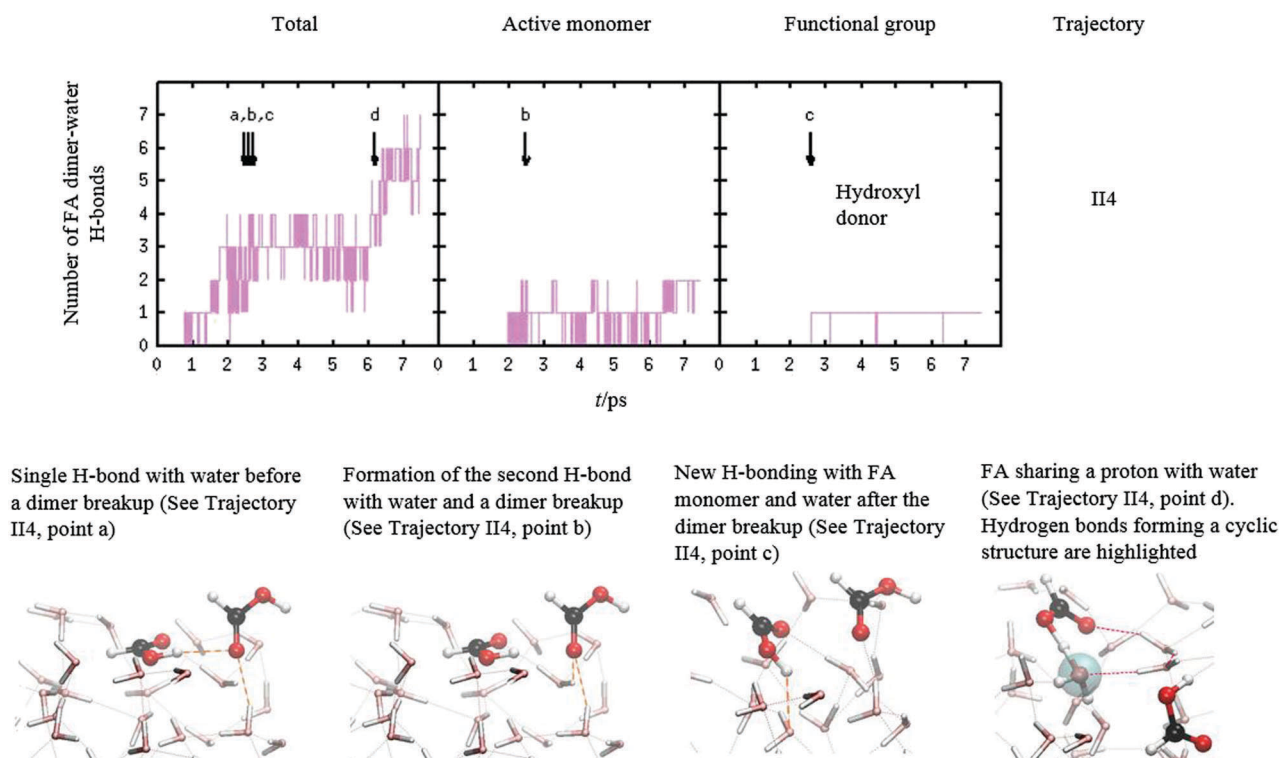 Total Active monomer Functional group Trajectory
Number of FA dimer-water
H-bonds
7
6
5
4
3
2
1
0
a,b,c
d
b
c
Hydroxyl
donor
II4
0 1 2 3 4 5 6 7 0 1 2 3 4 5 6 7 0 1 2 3 4 5 6 7
t/ps
Single H-bond with water before
a dimer breakup (See Trajectory
II4, point a)
Formation of the second H-bond
with water and a dimer breakup
(See Trajectory II4, point b)
New H-bonding with FA
monomer and water after the
dimer breakup (See Trajectory
II4, point c)
FA sharing a proton with water
(See Trajectory II4, point d).
Hydrogen bonds forming a cyclic
structure are highlighted